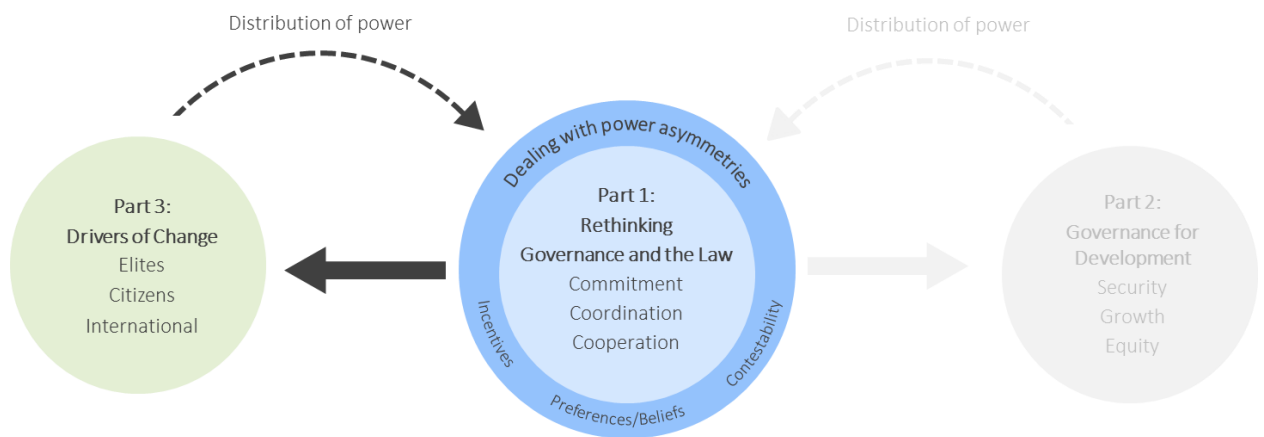 Distribution of power
Distribution of power
Dealing with power asymmetries
Part 3:
Drivers of Change
Elites
Citizens
International
Part 1:
Rethinking
Governance and the Law
Commitment
Coordination
Cooperation
Incentives
Preferences/Beliefs
Contestability
Part 2:
Governance for
Development
Security
Growth
Equity